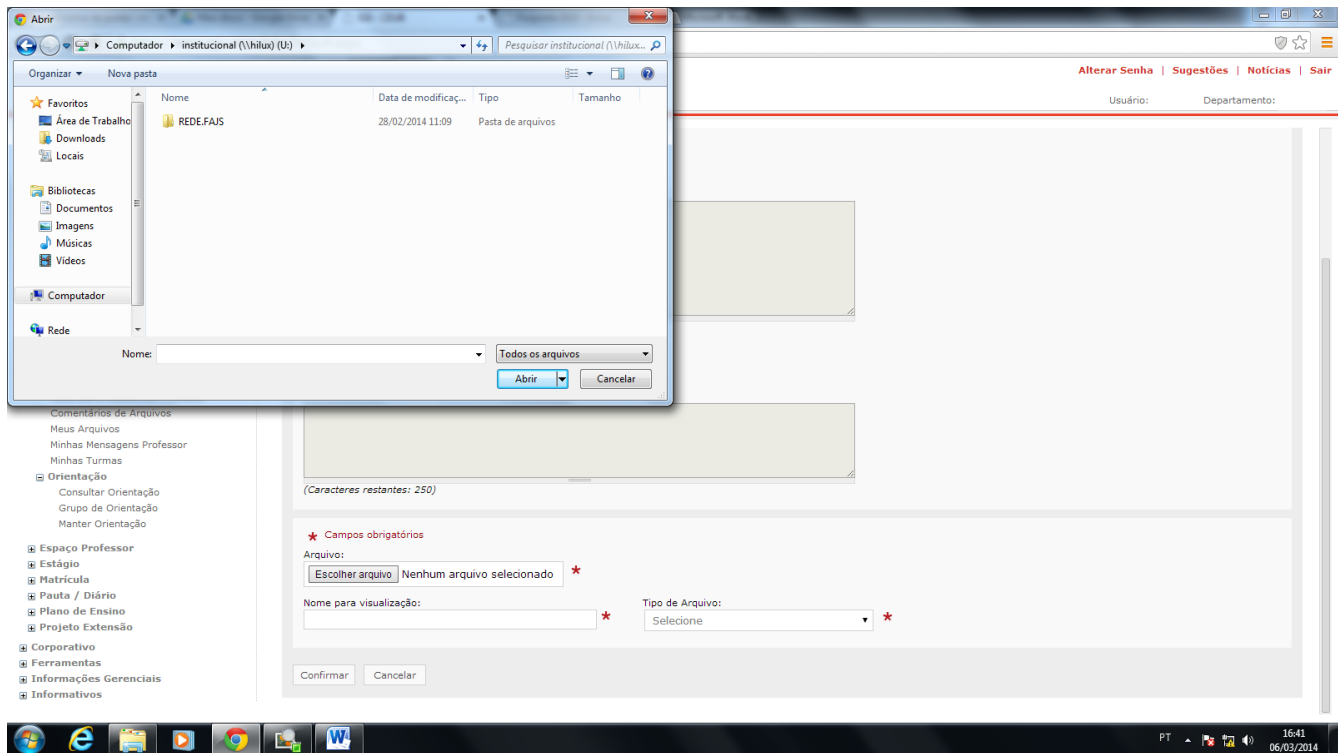 Abrir
Computador ▸ institucional (\\hilux) (U:) ▸
Pesquisar institucional (\\hilux...
Organizar
Nova pasta
Favoritos
Área de Trabalho
Downloads
Locais
Bibliotecas
Documentos
Imagens
Músicas
Vídeos
Computador
Rede
Nome Data de modificaç... Tipo Tamanho
REDE.FAJS 28/02/2014 11:09 Pasta de arquivos
Nome:
Todos os arquivos
Abrir
Cancelar
Alterar Senha | Sugestões | Notícias | Sair
Usuário: Departamento:
Comentários de Arquivos
Meus Arquivos
Minhas Mensagens Professor
Minhas Turmas
Orientação
Consultar Orientação
Grupo de Orientação
Manter Orientação
Espaço Professor
Estágio
Matrícula
Pauta / Diário
Plano de Ensino
Projeto Extensão
Corporativo
Ferramentas
Informações Gerenciais
Informativos
(Caracteres restantes: 250)
* Campos obrigatórios
Arquivo:
Escolher arquivo Nenhum arquivo selecionado *
Nome para visualização: Tipo de Arquivo:
* Selecione *
Confirmar Cancelar
PT
16:41
06/03/2014